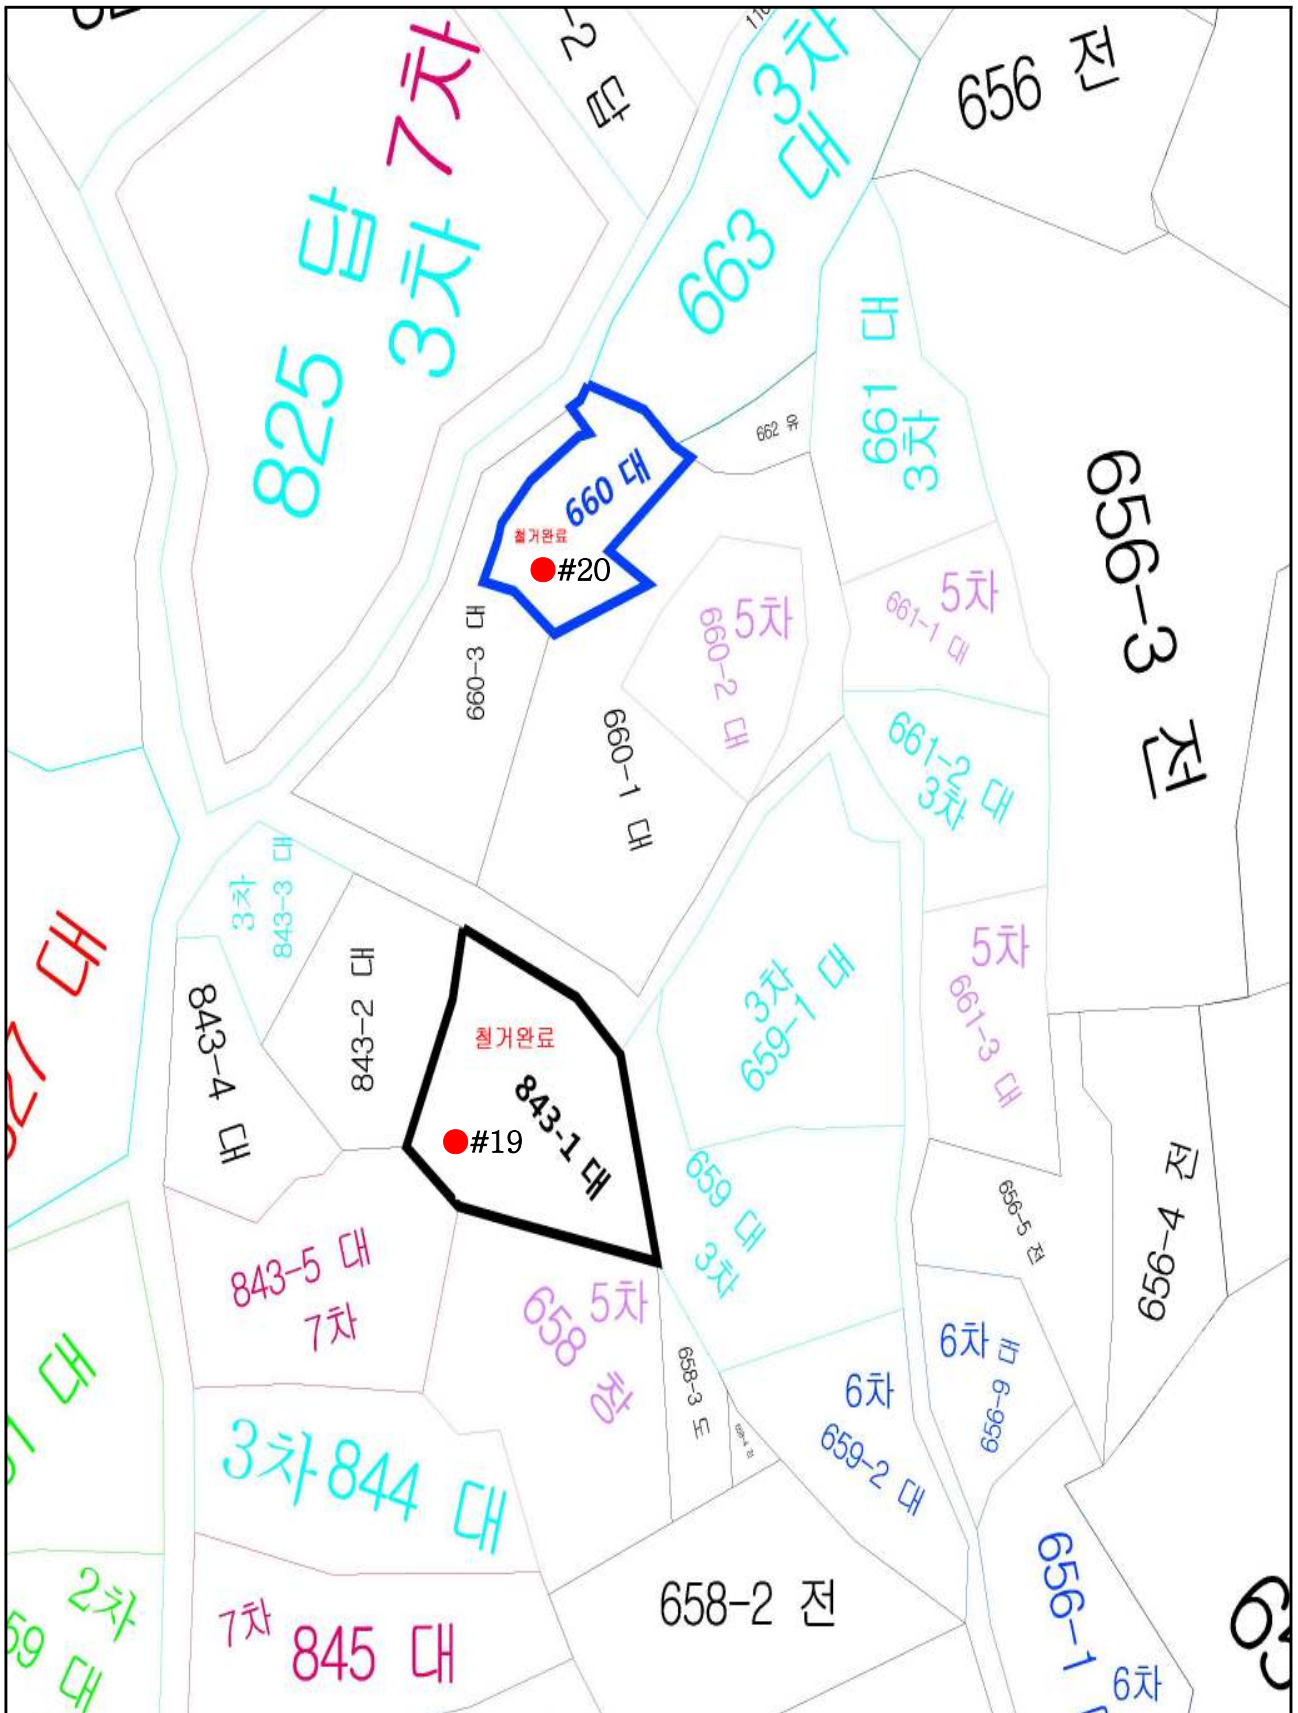 -2 답
3차
663 대
656 전
7차
825 답
3차
661 대
3차
662 유
660 대
철거완료
#20
656-3 전
660-3 대
5차
660-2 대
5차
661-1 대
660-1 대
661-2 대
3차
3차
843-3 대
대
843-4 대
843-2 대
철거완료
843-1 대
#19
3차
659-1 대
5차
661-3 대
659 대
3차
656-5 전
656-4 전
843-5 대
7차
5차
658 창
658-3 도
6차
659-2 대
6차
656-9 대
대
3차 844 대
2차
59 대
7차
845 대
658-2 전
656-1
6차